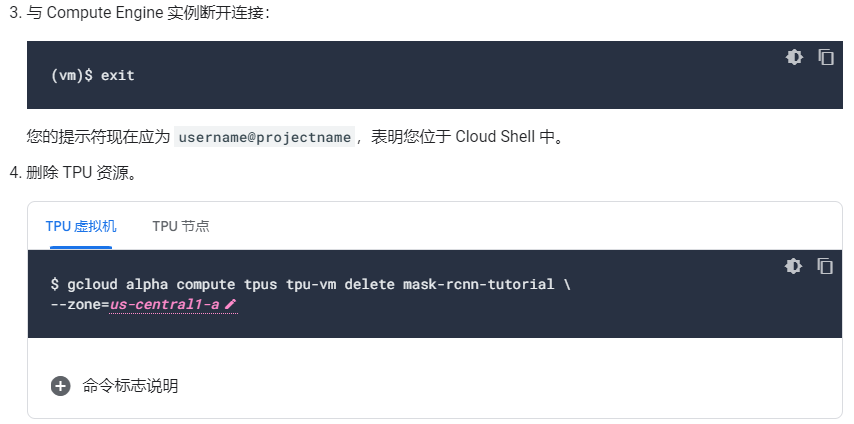 3. 与 Compute Engine 实例断开连接：
(vm)$ exit
您的提示符现在应为 username@projectname，表明您位于 Cloud Shell 中。
4. 删除 TPU 资源。
TPU 虚拟机 TPU 节点
$ gcloud alpha compute tpus tpu-vm delete mask-rcnn-tutorial \
--zone=us-central1-a
命令标志说明